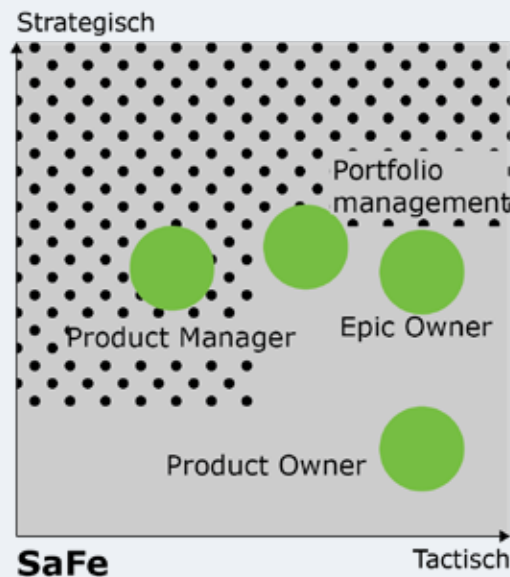 Strategisch
Portfolio
management
Product Manager
Epic Owner
Product Owner
SaFe
Tactisch